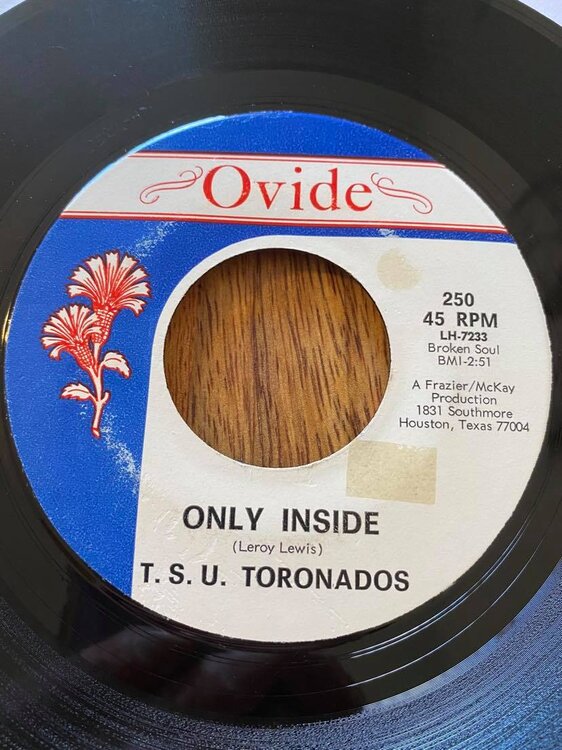 Ovide
250
45 RPM
LH-7233
Broken Soul
BMI-2:51
A Frazier/McKay
Production
1831 Southmore
Houston, Texas 77004
ONLY INSIDE
(Leroy Lewis)
T. S. U. TORONADOS